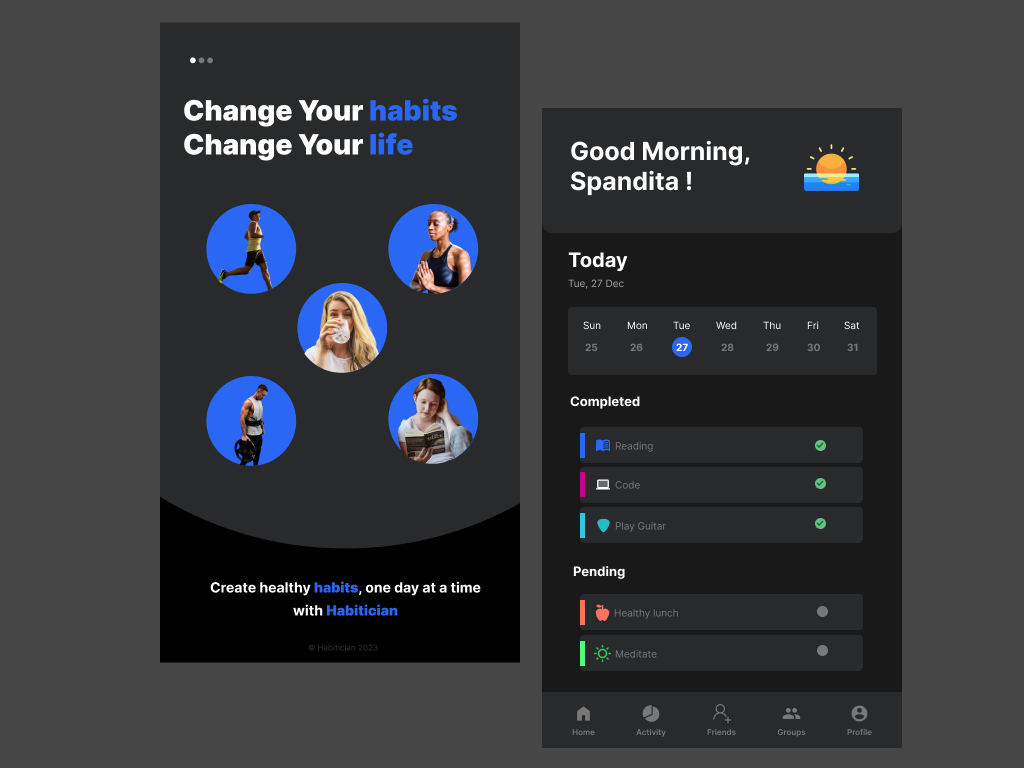 Change Your habits
Change Your life
Create healthy habits, one day at a time
with Habitician
© Habitician 2023
Good Morning,
Spandita !
Today
Tue, 27 Dec
Sun Mon Tue Wed Thu Fri Sat
25 26 27 28 29 30 31
Completed
Reading
Code
Play Guitar
Pending
Healthy lunch
Meditate
Home Activity Friends Groups Profile